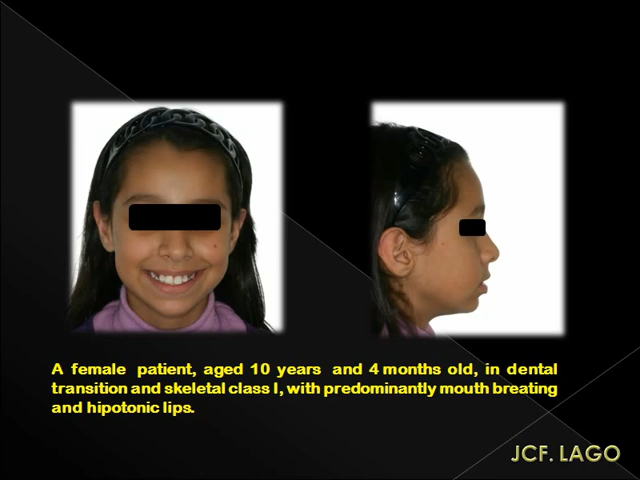 A female patient, aged 10 years and 4 months old, in dental
transition and skeletal class I, with predominantly mouth breating
and hipotonic lips.
JCF. LAGO